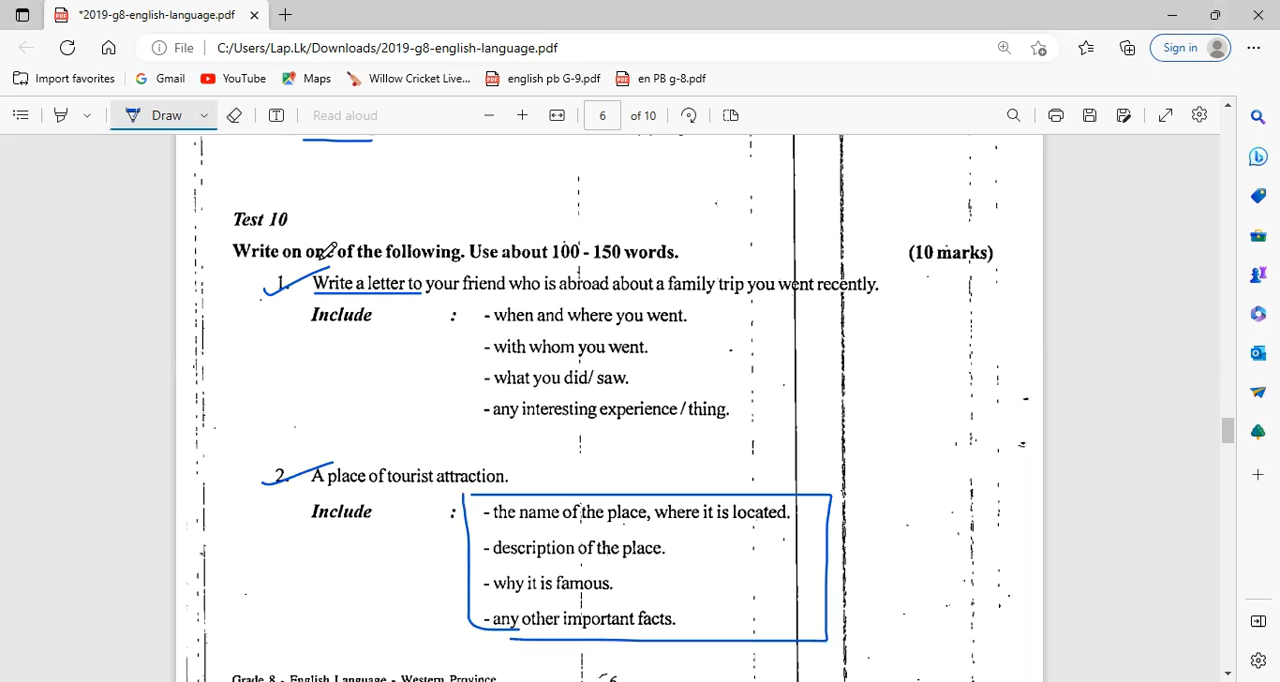 *2019-g8-english-language.pdf
File C:/Users/Lap.Lk/Downloads/2019-g8-english-language.pdf
Sign in
Import favorites Gmail YouTube Maps Willow Cricket Live... english pb G-9.pdf en PB g-8.pdf
Draw Read aloud 6 of 10
Test 10
Write on one of the following. Use about 100 - 150 words. (10 marks)
1. Write a letter to your friend who is abroad about a family trip you went recently.
Include : - when and where you went.
- with whom you went.
- what you did/ saw.
- any interesting experience / thing.
2. A place of tourist attraction.
Include : - the name of the place, where it is located.
- description of the place.
- why it is famous.
- any other important facts.
Grade 8 - English Language - Western Province 6